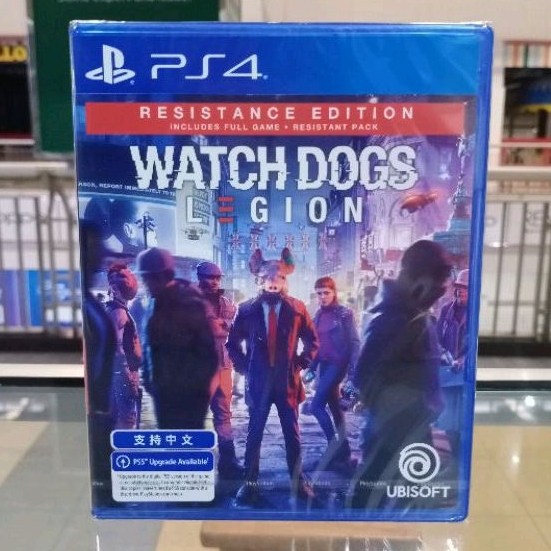 PS4
RESISTANCE EDITION
INCLUDES FULL GAME • RESISTANT PACK
WATCH DOGS
LEGION
支持中文
PS5 Upgrade Available
UBISOFT